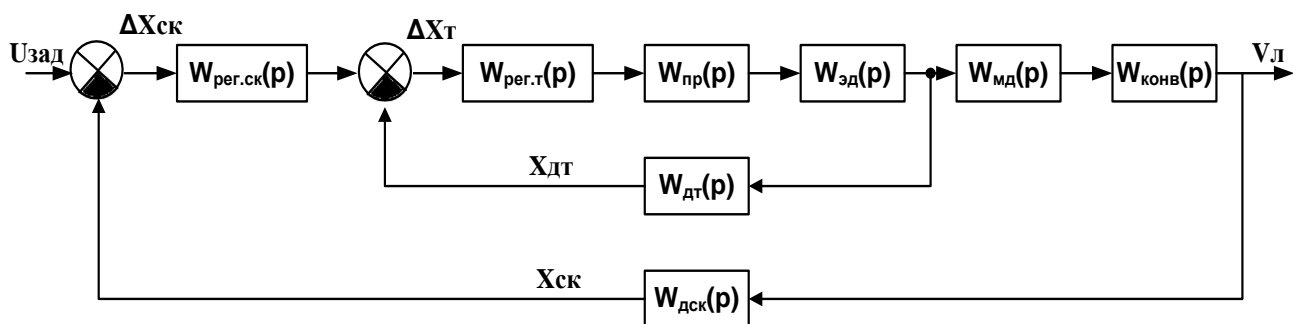 ΔXск
ΔXт
Uзад
Wрег.ск(р)
Wрег.т(р)
Wпр(р)
Wэд(р)
Wмд(р)
Wконв(р)
Vл
Xдт
Wдт(р)
Xск
Wдск(р)